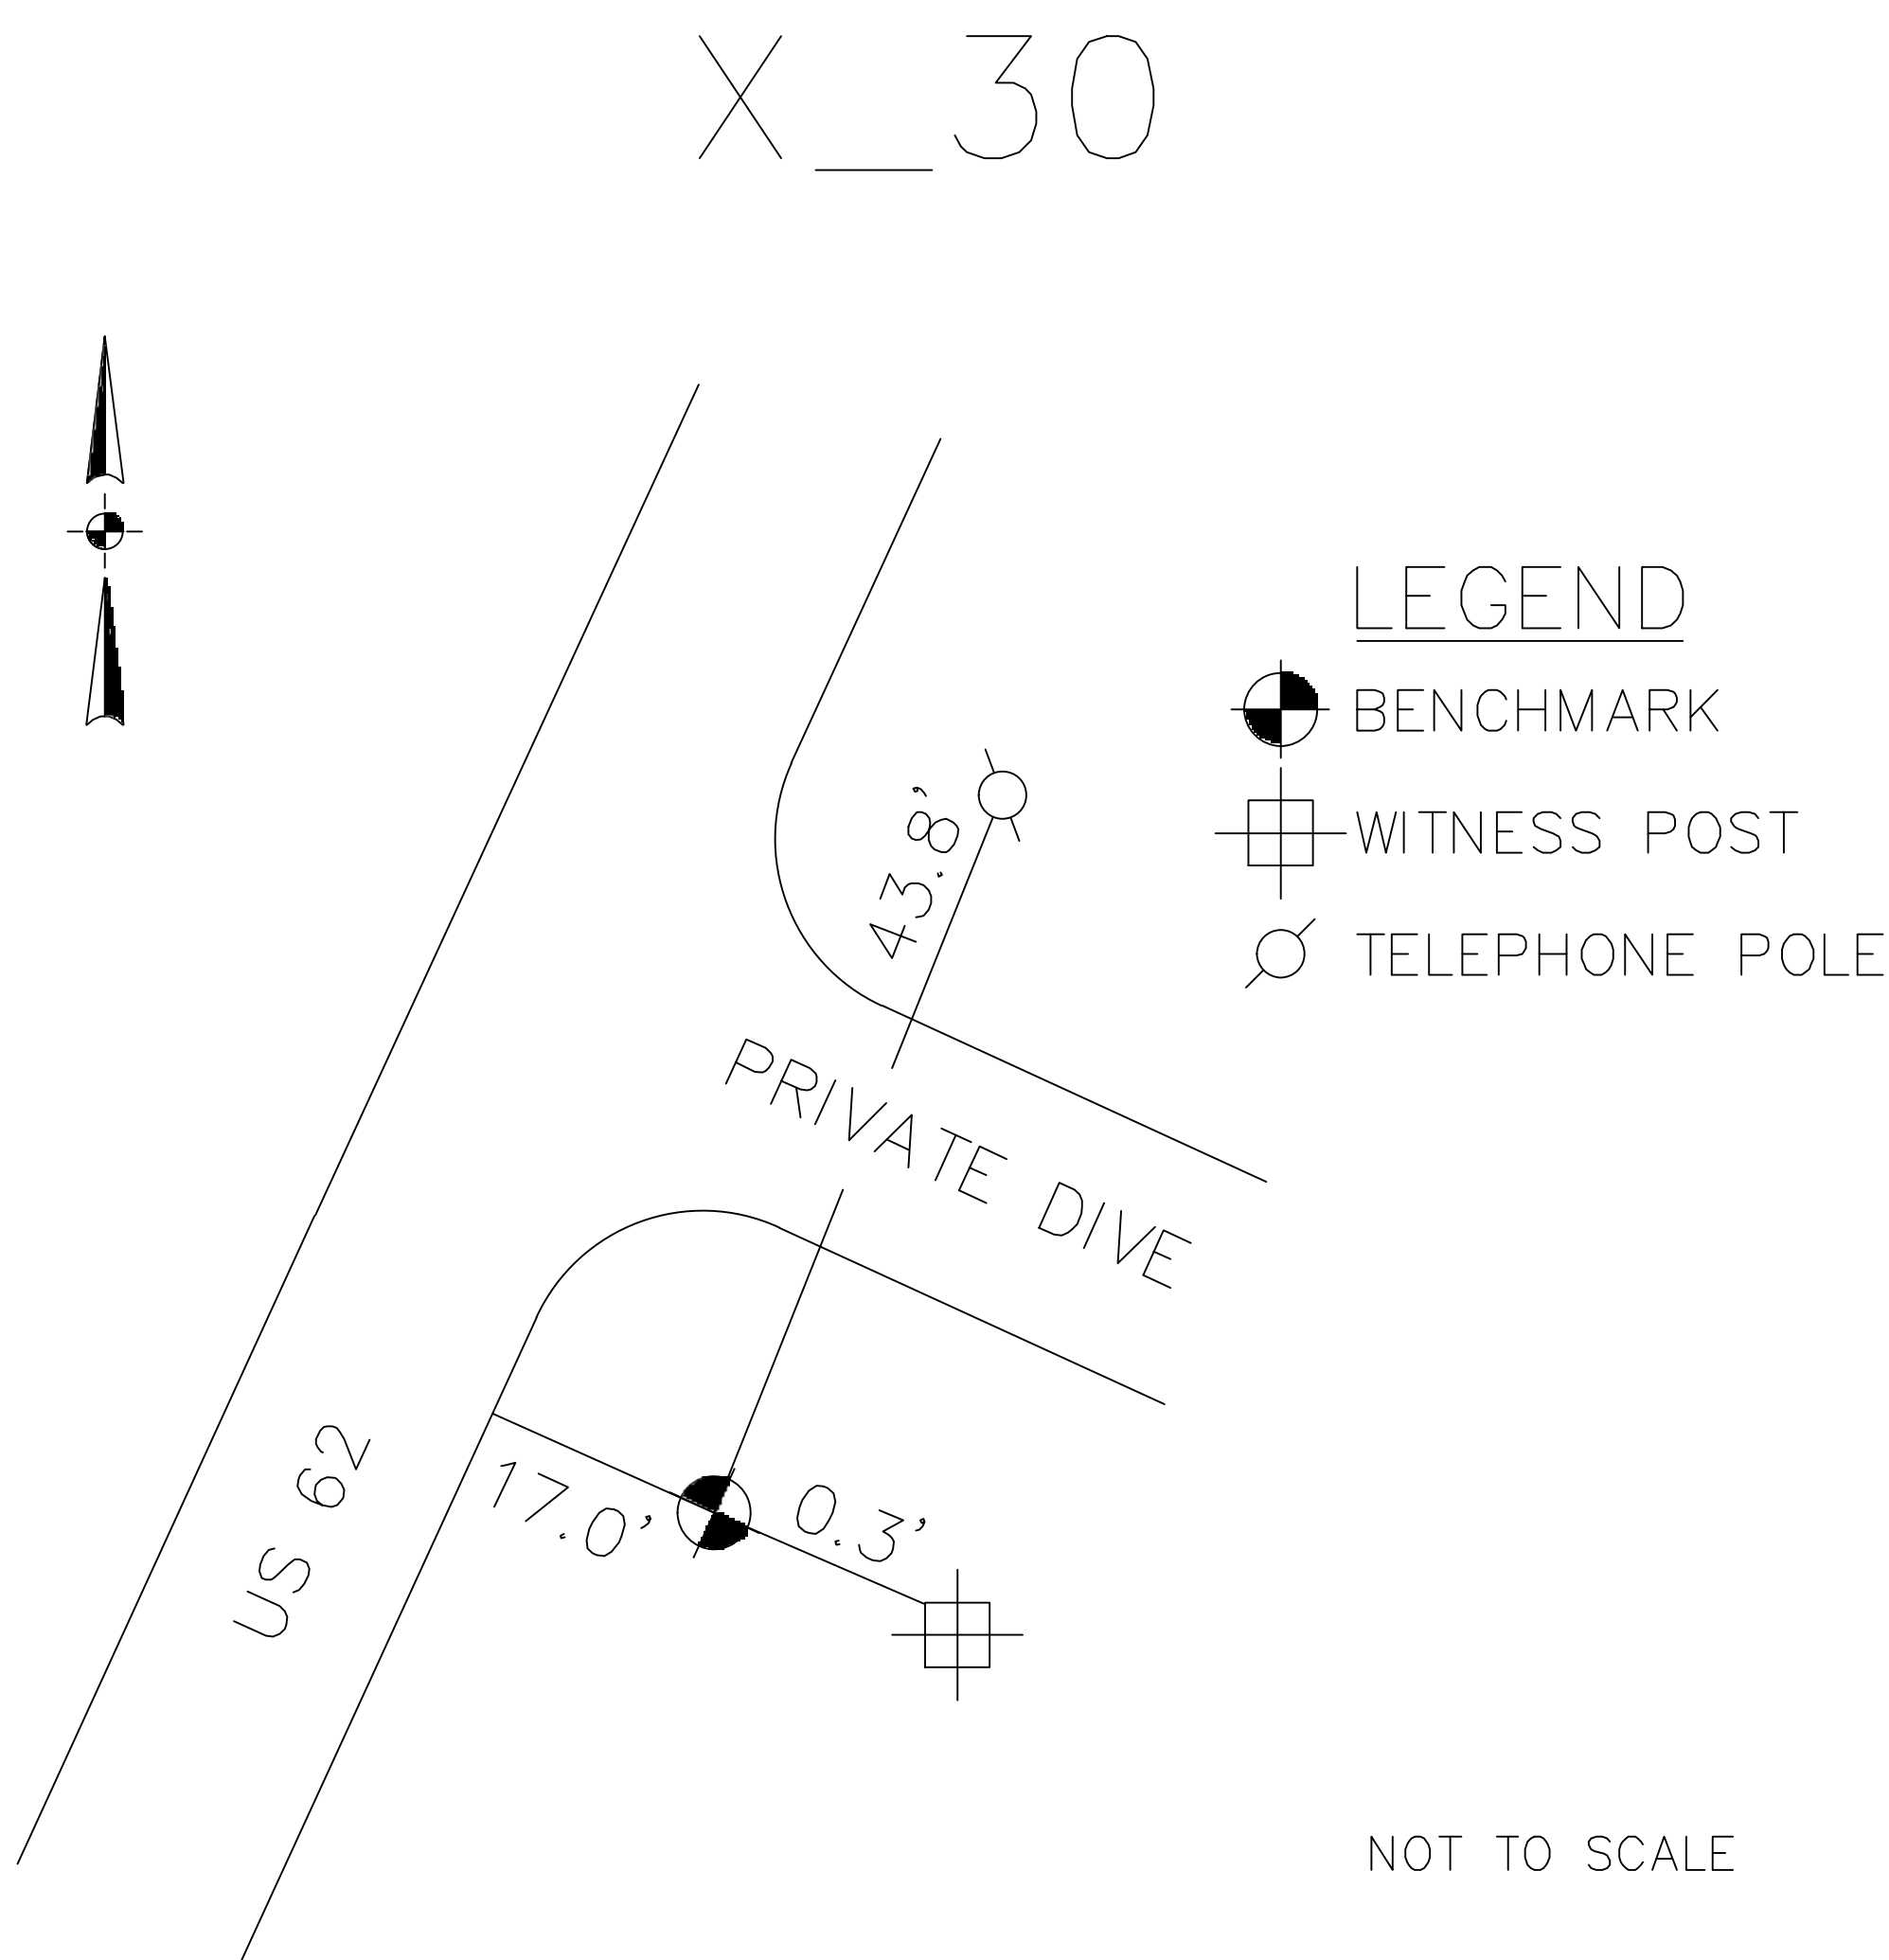 X_30
LEGEND
BENCHMARK
WITNESS POST
TELEPHONE POLE
43.8'
PRIVATE DIVE
US 62
17.0'
0.3'
NOT TO SCALE